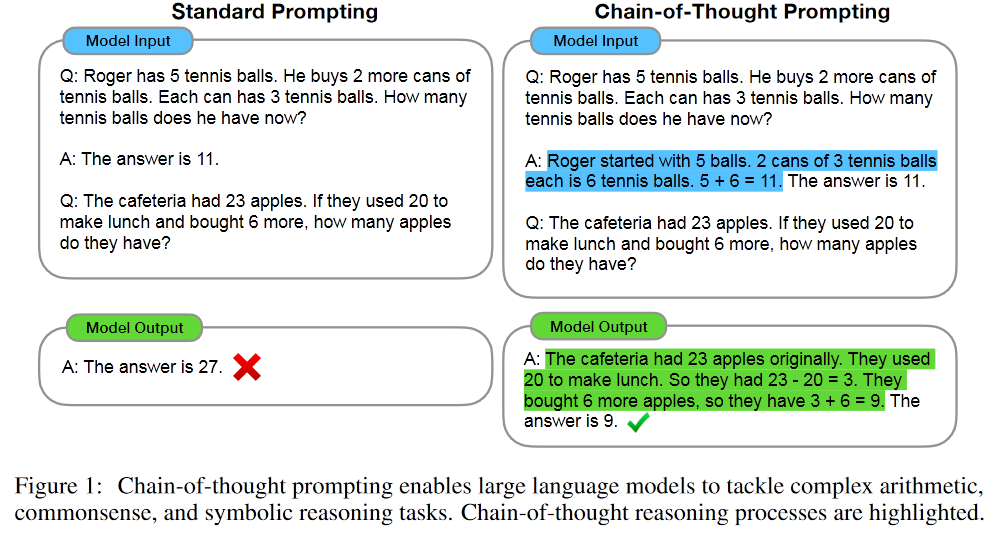 Standard Prompting
Model Input
Q: Roger has 5 tennis balls. He buys 2 more cans of
tennis balls. Each can has 3 tennis balls. How many
tennis balls does he have now?
A: The answer is 11.
Q: The cafeteria had 23 apples. If they used 20 to
make lunch and bought 6 more, how many apples
do they have?
Model Output
A: The answer is 27.
Chain-of-Thought Prompting
Model Input
Q: Roger has 5 tennis balls. He buys 2 more cans of
tennis balls. Each can has 3 tennis balls. How many
tennis balls does he have now?
A: Roger started with 5 balls. 2 cans of 3 tennis balls
each is 6 tennis balls. 5 + 6 = 11. The answer is 11.
Q: The cafeteria had 23 apples. If they used 20 to
make lunch and bought 6 more, how many apples
do they have?
Model Output
A: The cafeteria had 23 apples originally. They used
20 to make lunch. So they had 23 - 20 = 3. They
bought 6 more apples, so they have 3 + 6 = 9. The
answer is 9.
Figure 1: Chain-of-thought prompting enables large language models to tackle complex arithmetic,
commonsense, and symbolic reasoning tasks. Chain-of-thought reasoning processes are highlighted.